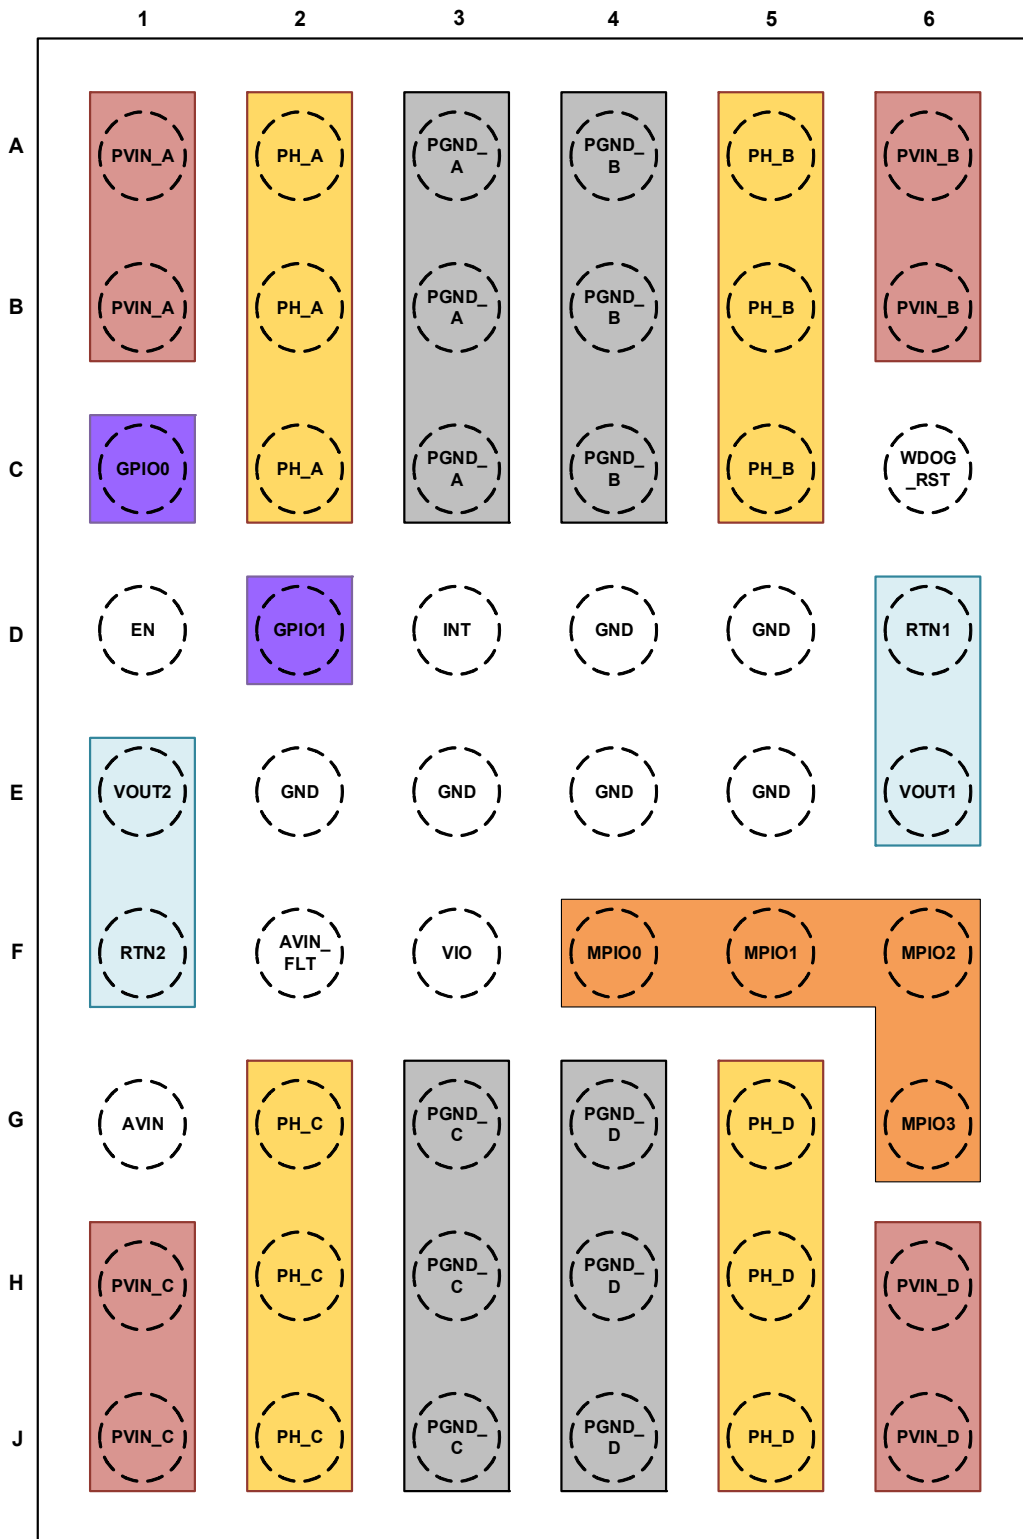 1 2 3 4 5 6
A PVIN_A PH_A PGND_ PGND_ PH_B PVIN_B
A B
B PVIN_A PH_A PGND_ PGND_ PH_B PVIN_B
A B
C GPIO0 PH_A PGND_ PGND_ PH_B WDOG
A B _RST
D EN GPIO1 INT GND GND RTN1
E VOUT2 GND GND GND GND VOUT1
F RTN2 AVIN_ VIO MPIO0 MPIO1 MPIO2
FLT
G AVIN PH_C PGND_ PGND_ PH_D MPIO3
C D
H PVIN_C PH_C PGND_ PGND_ PH_D PVIN_D
C D
J PVIN_C PH_C PGND_ PGND_ PH_D PVIN_D
C D